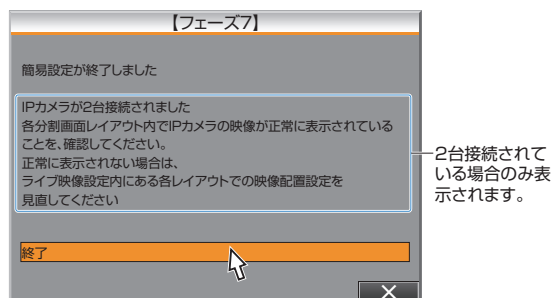 【フェーズ7】
簡易設定が終了しました
IPカメラが2台接続されました
各分割画面レイアウト内でIPカメラの映像が正常に表示されている
ことを、確認してください。
正常に表示されない場合は、
ライブ映像設定内にある各レイアウトでの映像配置設定を
見直してください
2台接続されて
いる場合のみ表
示されます。
終了